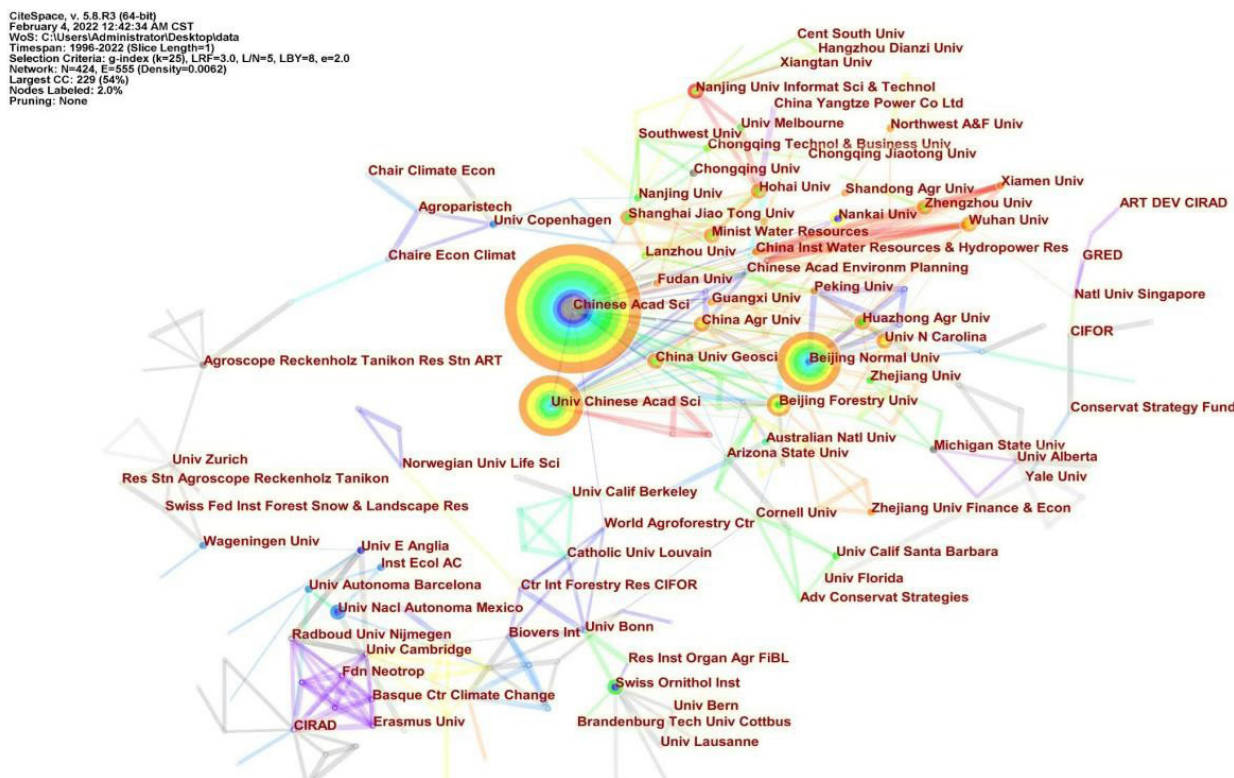 CiteSpace, v. 5.8.R3 (64-bit)
February 4, 2022 12:42:34 AM CST
WoS: C:\Users\Administrator\Desktop\data
Timespan: 1996-2022 (Slice Length=1)
Selection Criteria: g-index (k=25), LRF=3.0, L/N=5, LBY=8, e=2.0
Network: N=424, E=555 (Density=0.0062)
Largest CC: 229 (54%)
Nodes Labeled: 2.0%
Pruning: None
Cent South Univ
Hangzhou Dianzi Univ
Xiangtan Univ
Nanjing Univ Informat Sci & Technol
China Yangtze Power Co Ltd
Univ Melbourne
Northwest A&F Univ
Southwest Univ
Chongqing Technol & Business Univ
Chongqing Jiaotong Univ
Chair Climate Econ
Chongqing Univ
Xiamen Univ
Hohai Univ
Shandong Agr Univ
Nanjing Univ
Zhengzhou Univ
ART DEV CIRAD
Agroparistech
Univ Copenhagen
Shanghai Jiao Tong Univ
Nankai Univ
Wuhan Univ
Minist Water Resources
Chaire Econ Climat
Lanzhou Univ
China Inst Water Resources & Hydropower Res
GRED
Chinese Acad Environm Planning
Fudan Univ
Peking Univ
Natl Univ Singapore
Chinese Acad Sci
Guangxi Univ
China Agr Univ
Huazhong Agr Univ
CIFOR
Univ N Carolina
Agroscope Reckenholz Tanikon Res Stn ART
China Univ Geosci
Beijing Normal Univ
Zhejiang Univ
Univ Chinese Acad Sci
Beijing Forestry Univ
Conservat Strategy Fund
Australian Natl Univ
Michigan State Univ
Arizona State Univ
Univ Alberta
Univ Zurich
Norwegian Univ Life Sci
Yale Univ
Res Stn Agroscope Reckenholz Tanikon
Univ Calif Berkeley
Swiss Fed Inst Forest Snow & Landscape Res
Cornell Univ
Zhejiang Univ Finance & Econ
World Agroforestry Ctr
Wageningen Univ
Univ E Anglia
Catholic Univ Louvain
Univ Calif Santa Barbara
Inst Ecol AC
Univ Florida
Univ Autonoma Barcelona
Ctr Int Forestry Res CIFOR
Adv Conservat Strategies
Univ Nacl Autonoma Mexico
Radboud Univ Nijmegen
Biovers Int
Univ Bonn
Univ Cambridge
Res Inst Organ Agr FiBL
Fdn Neotrop
Swiss Ornithol Inst
Basque Ctr Climate Change
Univ Bern
CIRAD
Erasmus Univ
Brandenburg Tech Univ Cottbus
Univ Lausanne